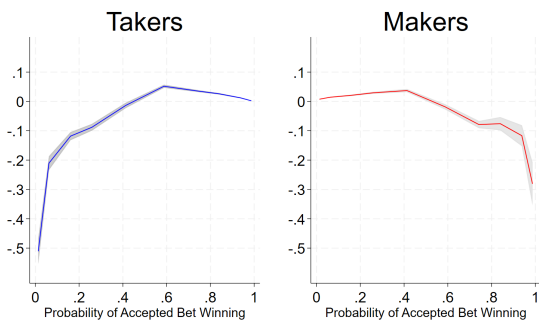 Takers
Makers
.1
0
-.1
-.2
-.3
-.4
-.5
0 .2 .4 .6 .8 1
Probability of Accepted Bet Winning
.1
0
-.1
-.2
-.3
-.4
-.5
0 .2 .4 .6 .8 1
Probability of Accepted Bet Winning